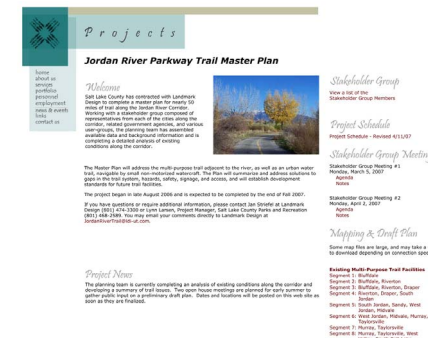 Projects
Jordan River Parkway Trail Master Plan
home
about us
services
portfolio
personnel
employment
news & events
links
contact us
Welcome
Salt Lake County has contracted with Landmark
Design to complete a master plan for nearly 50
miles of trail along the Jordan River Corridor.
Working with a stakeholder group composed of
representatives from each of the cities along the
corridor, related government agencies, and various
user-groups, the planning team has assembled
available data and background information and is
completing a detailed analysis of existing
conditions along the corridor.
The Master Plan will address the multi-purpose trail adjacent to the river, as well as an urban water
trail, navigable by small non-motorized watercraft. The Plan will summarize and address solutions to
gaps in the trail system, hazards, safety, signage, and access, and will establish development
standards for future trail facilities.
The project began in late August 2006 and is expected to be completed by the end of Fall 2007.
If you have questions or require additional information, please contact Jan Striefel at Landmark
Design (801) 474-3300 or Lynn Larsen, Project Manager, Salt Lake County Parks and Recreation
(801) 468-2589. You may email your comments directly to Landmark Design at
JordanRiverTrail@ldi-ut.com.
Project News
The planning team is currently completing an analysis of existing conditions along the corridor and
developing a summary of trail issues. Two open house meetings are planned for early summer to
gather public input on a preliminary draft plan. Dates and locations will be posted on this web site as
soon as they are finalized.
Stakeholder Group
View a list of the
Stakeholder Group Members
Project Schedule
Project Schedule - Revised 4/11/07
Stakeholder Group Meetin
Stakeholder Group Meeting #1
Monday, March 5, 2007
Agenda
Notes
Stakeholder Group Meeting #2
Monday, April 2, 2007
Agenda
Notes
Mapping & Draft Plan
Some map files are large, and may take a
to download depending on connection spee
Existing Multi-Purpose Trail Facilities
Segment 1: Bluffdale
Segment 2: Bluffdale, Riverton
Segment 3: Bluffdale, Riverton, Draper
Segment 4: Riverton, Draper, South
Jordan
Segment 5: South Jordan, Sandy, West
Jordan, Midvale
Segment 6: West Jordan, Midvale, Murray,
Taylorsville
Segment 7: Murray, Taylorsville
Segment 8: Murray, Taylorsville, West